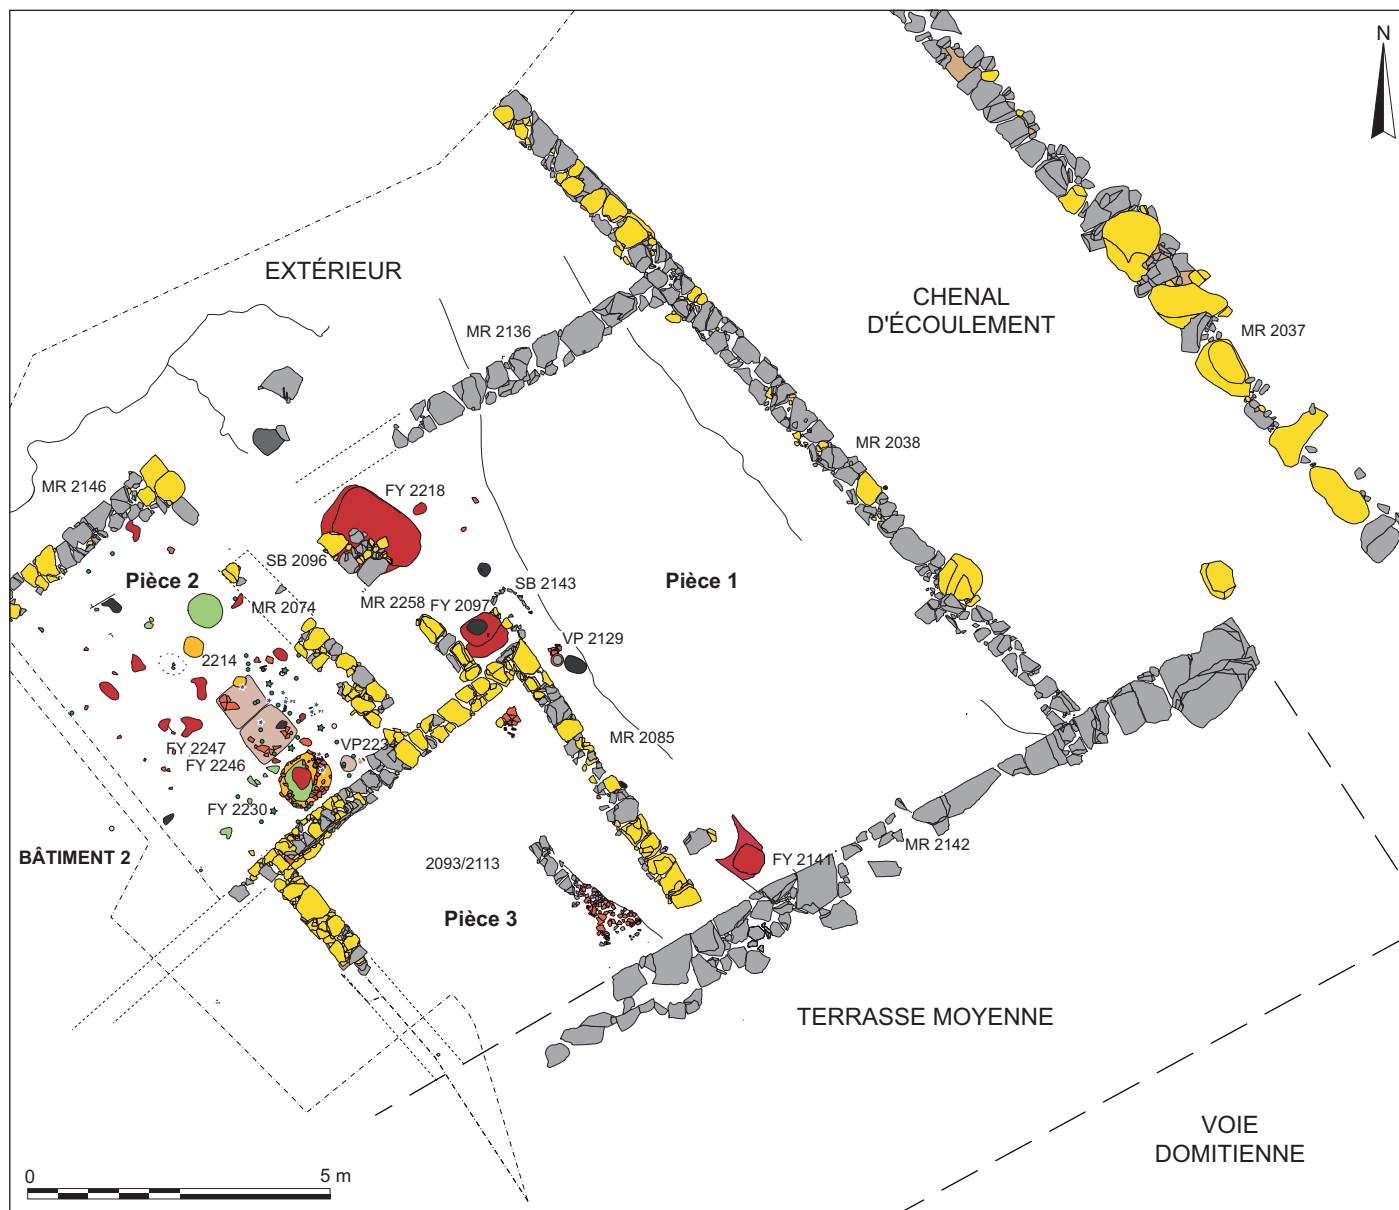 N
EXTÉRIEUR
CHENAL
D'ÉCOULEMENT
MR 2136
MR 2037
MR 2038
MR 2146
FY 2218
SB 2096
Pièce 2
Pièce 1
SB 2143
MR 2258
FY 2097
MR 2074
VP 2129
2214
FY 2247
FY 2246
MR 2085
FY 2230
BÂTIMENT 2
2093/2113
FY 2141
MR 2142
Pièce 3
TERRASSE MOYENNE
VOIE
DOMITIENNE
0
5 m